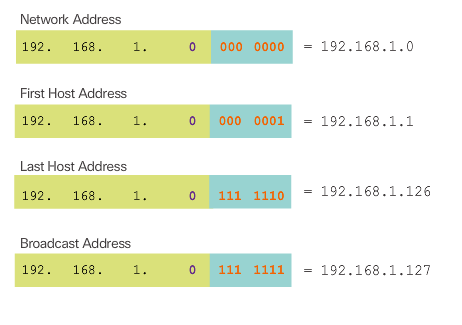 Network Address
192. 168. 1. 0 000 0000 = 192.168.1.0
First Host Address
192. 168. 1. 0 000 0001 = 192.168.1.1
Last Host Address
192. 168. 1. 0 111 1110 = 192.168.1.126
Broadcast Address
192. 168. 1. 0 111 1111 = 192.168.1.127